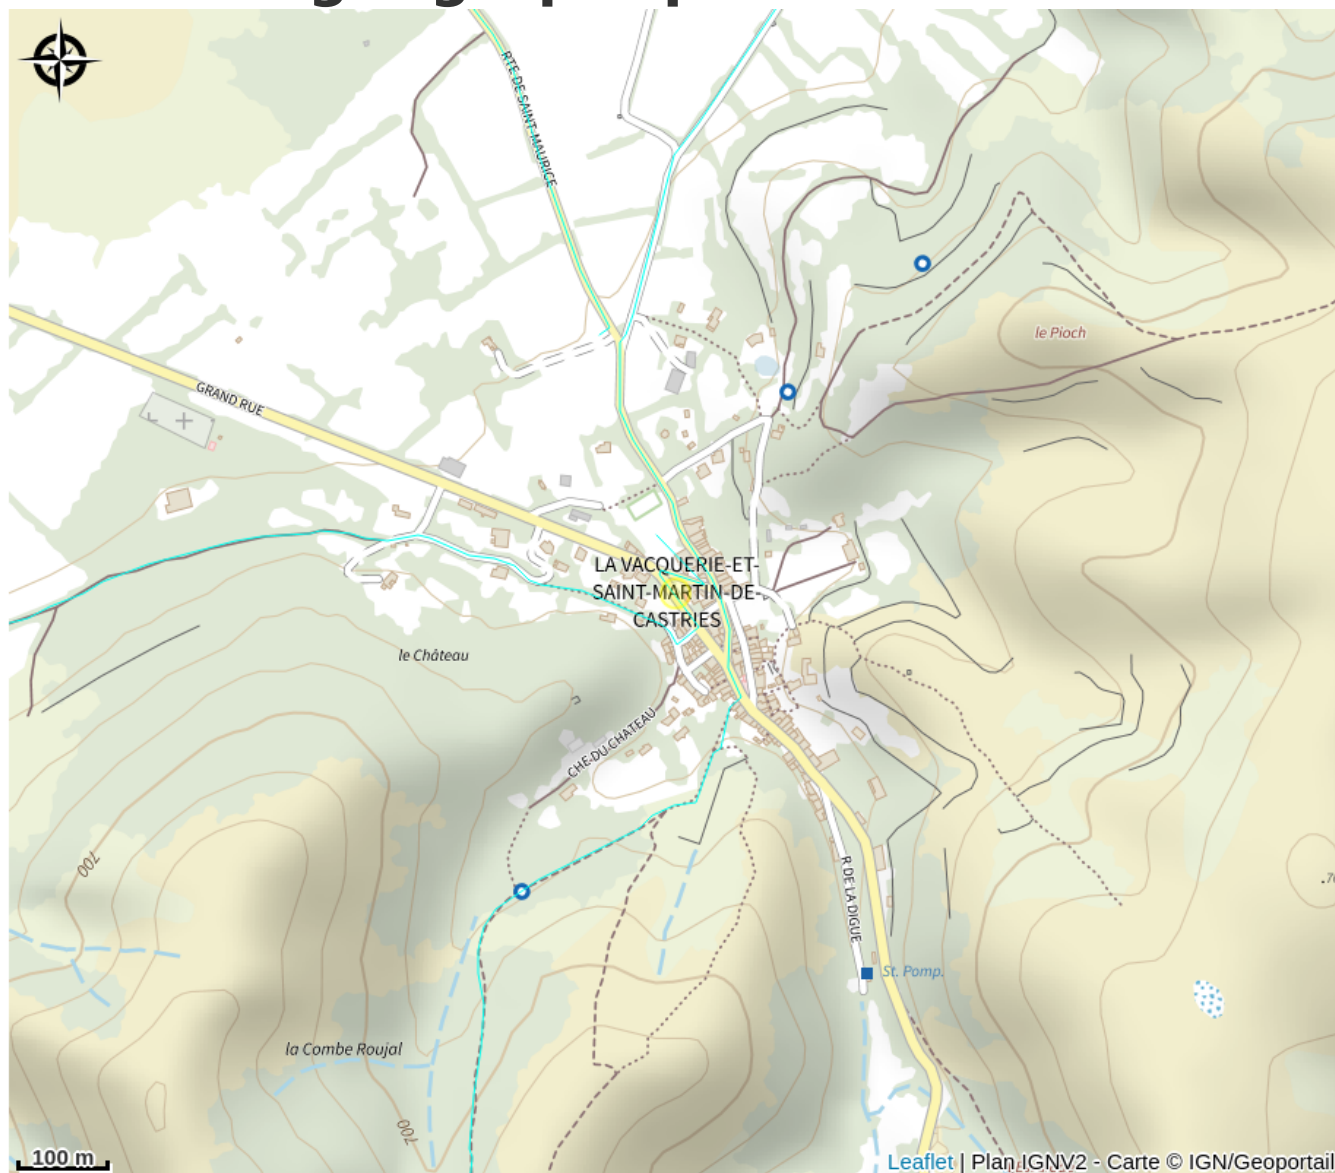 RTE DE SAINT-MAURICE
le Pioch
GRAND RUE
LA VACQUERIE-ET-
SAINT-MARTIN-DE-
CASTRIES
le Château
CHE DU CHATEAU
700
R DE LA DIGUE
St. Pomp.
la Combe Roujal
700
100 m
Leaflet | Plan IGNV2 - Carte © IGN/Geoportail